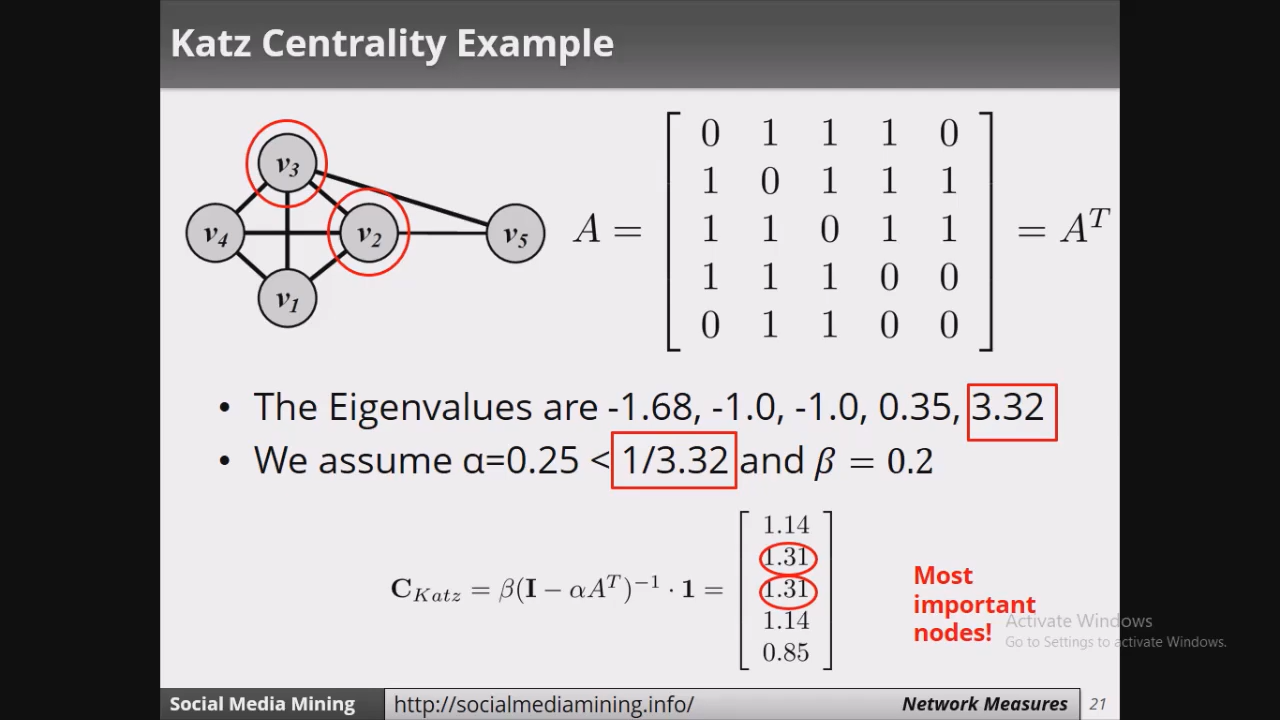 Katz Centrality Example
v3
v4
v2
v5
v1
A =
0 1 1 1 0
1 0 1 1 1
1 1 0 1 1
1 1 1 0 0
0 1 1 0 0
= A^T
• The Eigenvalues are -1.68, -1.0, -1.0, 0.35, 3.32
• We assume α=0.25 < 1/3.32 and β = 0.2
C_Katz = β(I − αA^T)^−1 · 1 =
1.14
1.31
1.31
1.14
0.85
Most
important
nodes!
Activate Windows
Go to Settings to activate Windows.
Social Media Mining
http://socialmediamining.info/
Network Measures
21